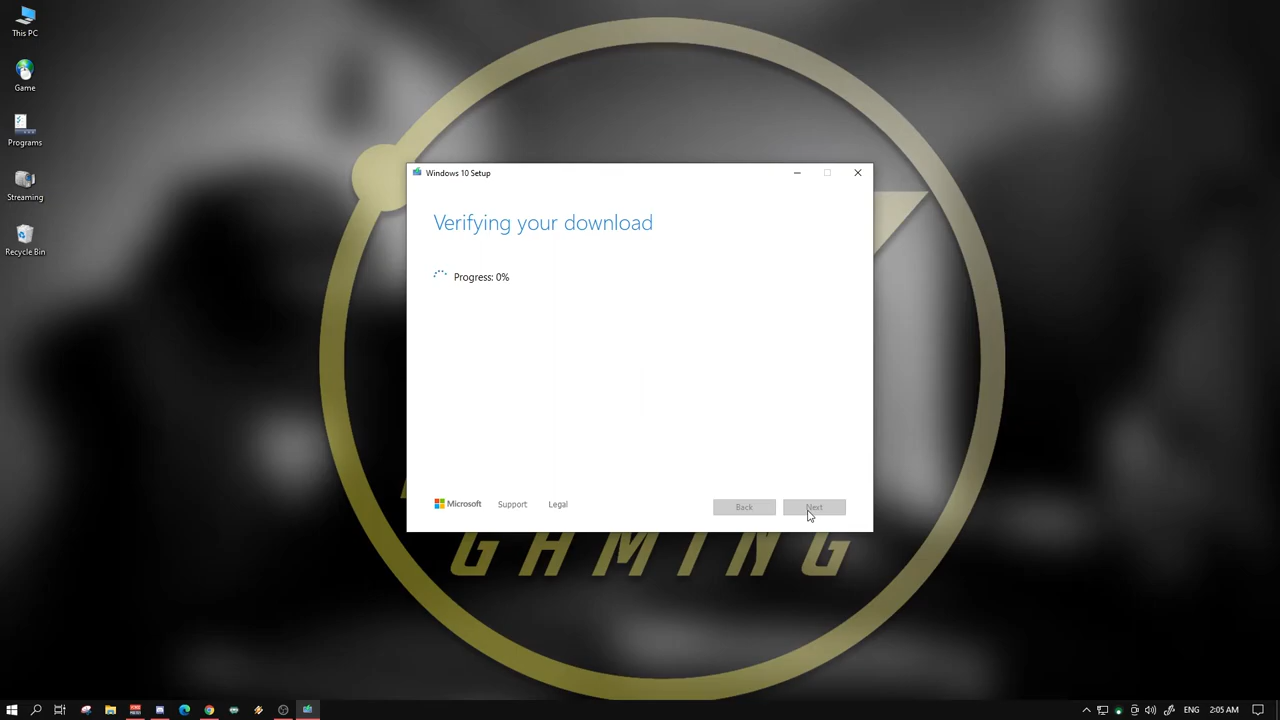 This PC
Game
Programs
Streaming
Recycle Bin
Windows 10 Setup
Verifying your download
Progress: 0%
Microsoft
Support
Legal
Back
Next
GAMING
ENG
2:05 AM